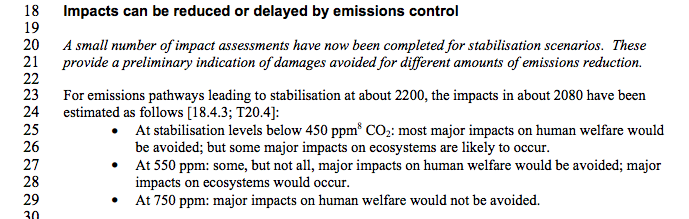 18 Impacts can be reduced or delayed by emissions control
19
20 A small number of impact assessments have now been completed for stabilisation scenarios. These
21 provide a preliminary indication of damages avoided for different amounts of emissions reduction.
22
23 For emissions pathways leading to stabilisation at about 2200, the impacts in about 2080 have been
24 estimated as follows [18.4.3; T20.4]:
25 • At stabilisation levels below 450 ppm⁸ CO₂: most major impacts on human welfare would
26 be avoided; but some major impacts on ecosystems are likely to occur.
27 • At 550 ppm: some, but not all, major impacts on human welfare would be avoided; major
28 impacts on ecosystems would occur.
29 • At 750 ppm: major impacts on human welfare would not be avoided.
30